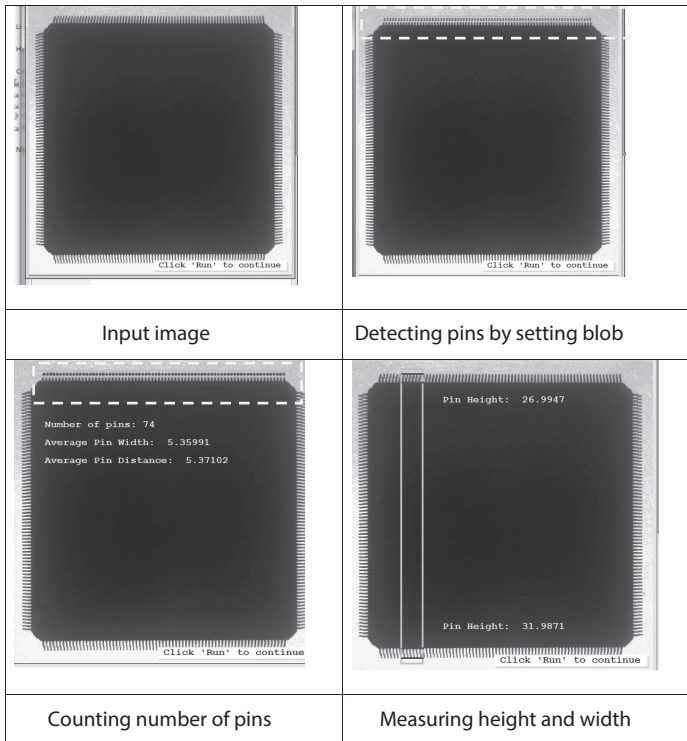 Click 'Run' to continue
Click 'Run' to continue
Input image
Detecting pins by setting blob
Number of pins: 74
Average Pin Width: 5.35991
Average Pin Distance: 5.37102
Click 'Run' to continue
Pin Height: 26.9947
Pin Height: 31.9871
Click 'Run' to continue
Counting number of pins
Measuring height and width